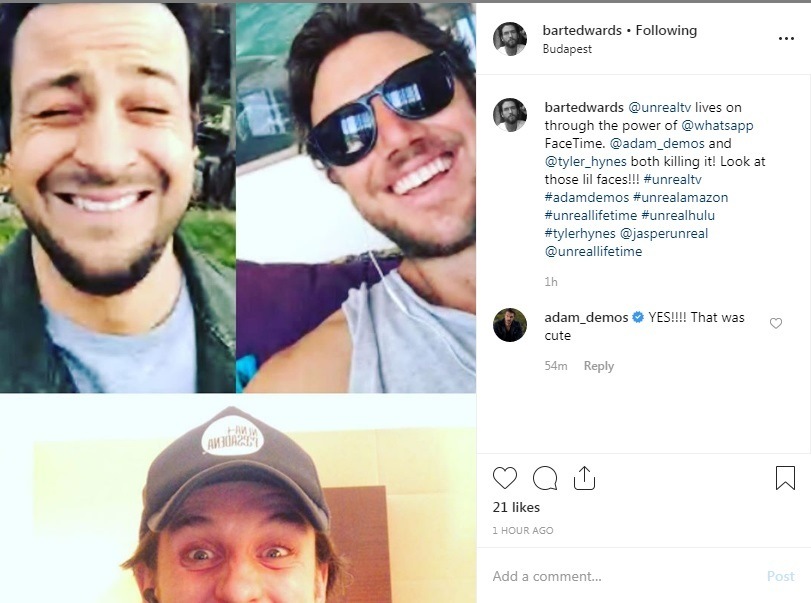 bartedwards • Following
Budapest
bartedwards @unrealtv lives on
through the power of @whatsapp
FaceTime. @adam_demos and
@tyler_hynes both killing it! Look at
those lil faces!!! #unrealtv
#adamdemos #unrealamazon
#unreallifetime #unrealhulu
#tylerhynes @jasperunreal
@unreallifetime
1h
adam_demos YES!!!! That was
cute
54m Reply
21 likes
1 HOUR AGO
Add a comment... Post